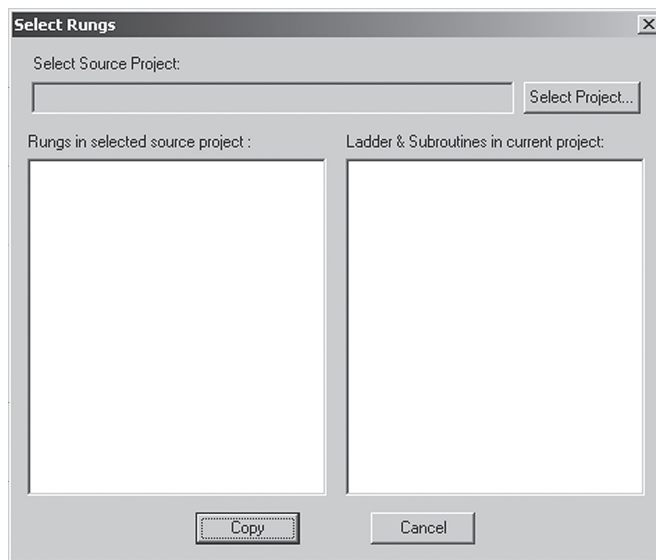 Select Rungs
Select Source Project:
Select Project...
Rungs in selected source project :
Ladder & Subroutines in current project:
Copy
Cancel